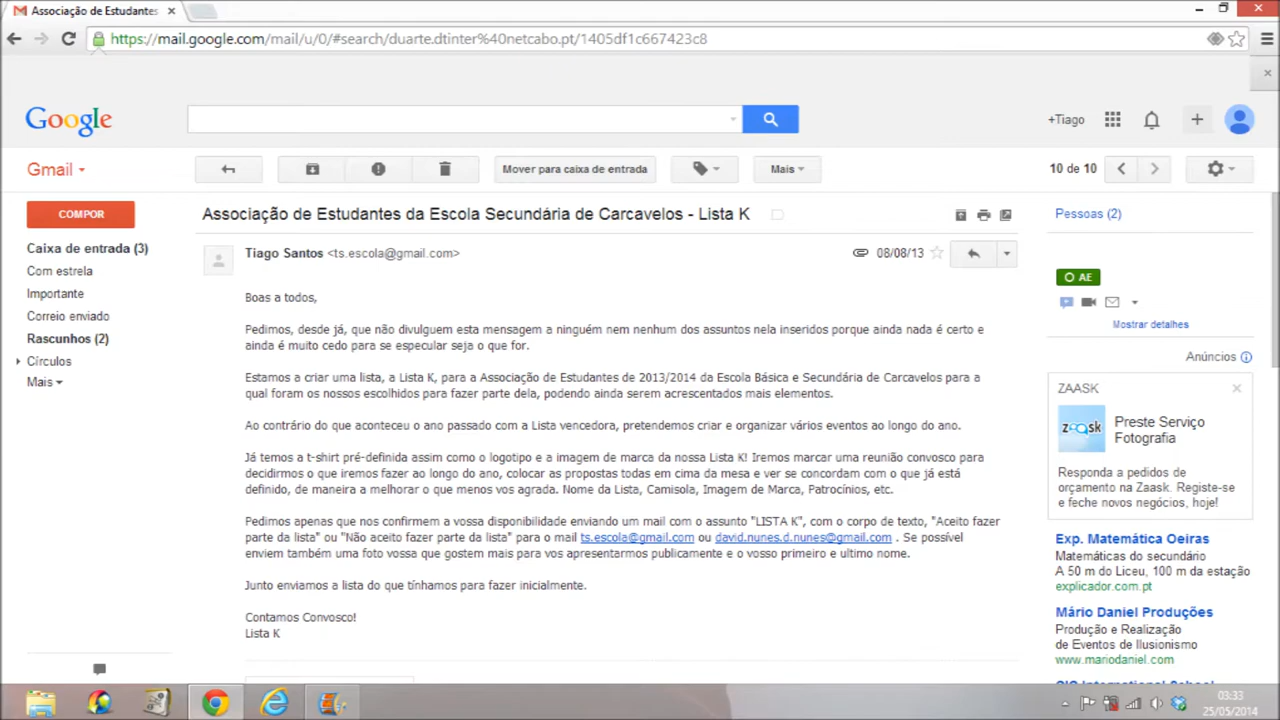 Associação de Estudantes
https://mail.google.com/mail/u/0/#search/duarte.dtinter%40netcabo.pt/1405df1c667423c8
Google
+Tiago
Gmail
Mover para caixa de entrada
Mais
10 de 10
COMPOR
Caixa de entrada (3)
Com estrela
Importante
Correio enviado
Rascunhos (2)
Círculos
Mais
Associação de Estudantes da Escola Secundária de Carcavelos - Lista K
Tiago Santos <ts.escola@gmail.com>
08/08/13
Boas a todos,
Pedimos, desde já, que não divulguem esta mensagem a ninguém nem nenhum dos assuntos nela inseridos porque ainda nada é certo e
ainda é muito cedo para se especular seja o que for.
Estamos a criar uma lista, a Lista K, para a Associação de Estudantes de 2013/2014 da Escola Básica e Secundária de Carcavelos para a
qual foram os nossos escolhidos para fazer parte dela, podendo ainda serem acrescentados mais elementos.
Ao contrário do que aconteceu o ano passado com a Lista vencedora, pretendemos criar e organizar vários eventos ao longo do ano.
Já temos a t-shirt pré-definida assim como o logotipo e a imagem de marca da nossa Lista K! Iremos marcar uma reunião convosco para
decidirmos o que iremos fazer ao longo do ano, colocar as propostas todas em cima da mesa e ver se concordam com o que já está
definido, de maneira a melhorar o que menos vos agrada. Nome da Lista, Camisola, Imagem de Marca, Patrocínios, etc.
Pedimos apenas que nos confirmem a vossa disponibilidade enviando um mail com o assunto "LISTA K", com o corpo de texto, "Aceito fazer
parte da lista" ou "Não aceito fazer parte da lista" para o mail ts.escola@gmail.com ou david.nunes.d.nunes@gmail.com . Se possível
enviem também uma foto vossa que gostem mais para vos apresentarmos publicamente e o vosso primeiro e ultimo nome.
Junto enviamos a lista do que tínhamos para fazer inicialmente.
Contamos Convosco!
Lista K
Pessoas (2)
AE
Mostrar detalhes
Anúncios
ZAASK
zaask
Preste Serviço
Fotografia
Responda a pedidos de
orçamento na Zaask. Registe-se
e feche novos negócios, hoje!
Exp. Matemática Oeiras
Matemáticas do secundário
A 50 m do Liceu, 100 m da estação
explicador.com.pt
Mário Daniel Produções
Produção e Realização
de Eventos de Ilusionismo
www.mariodaniel.com
03:33
25/05/2014